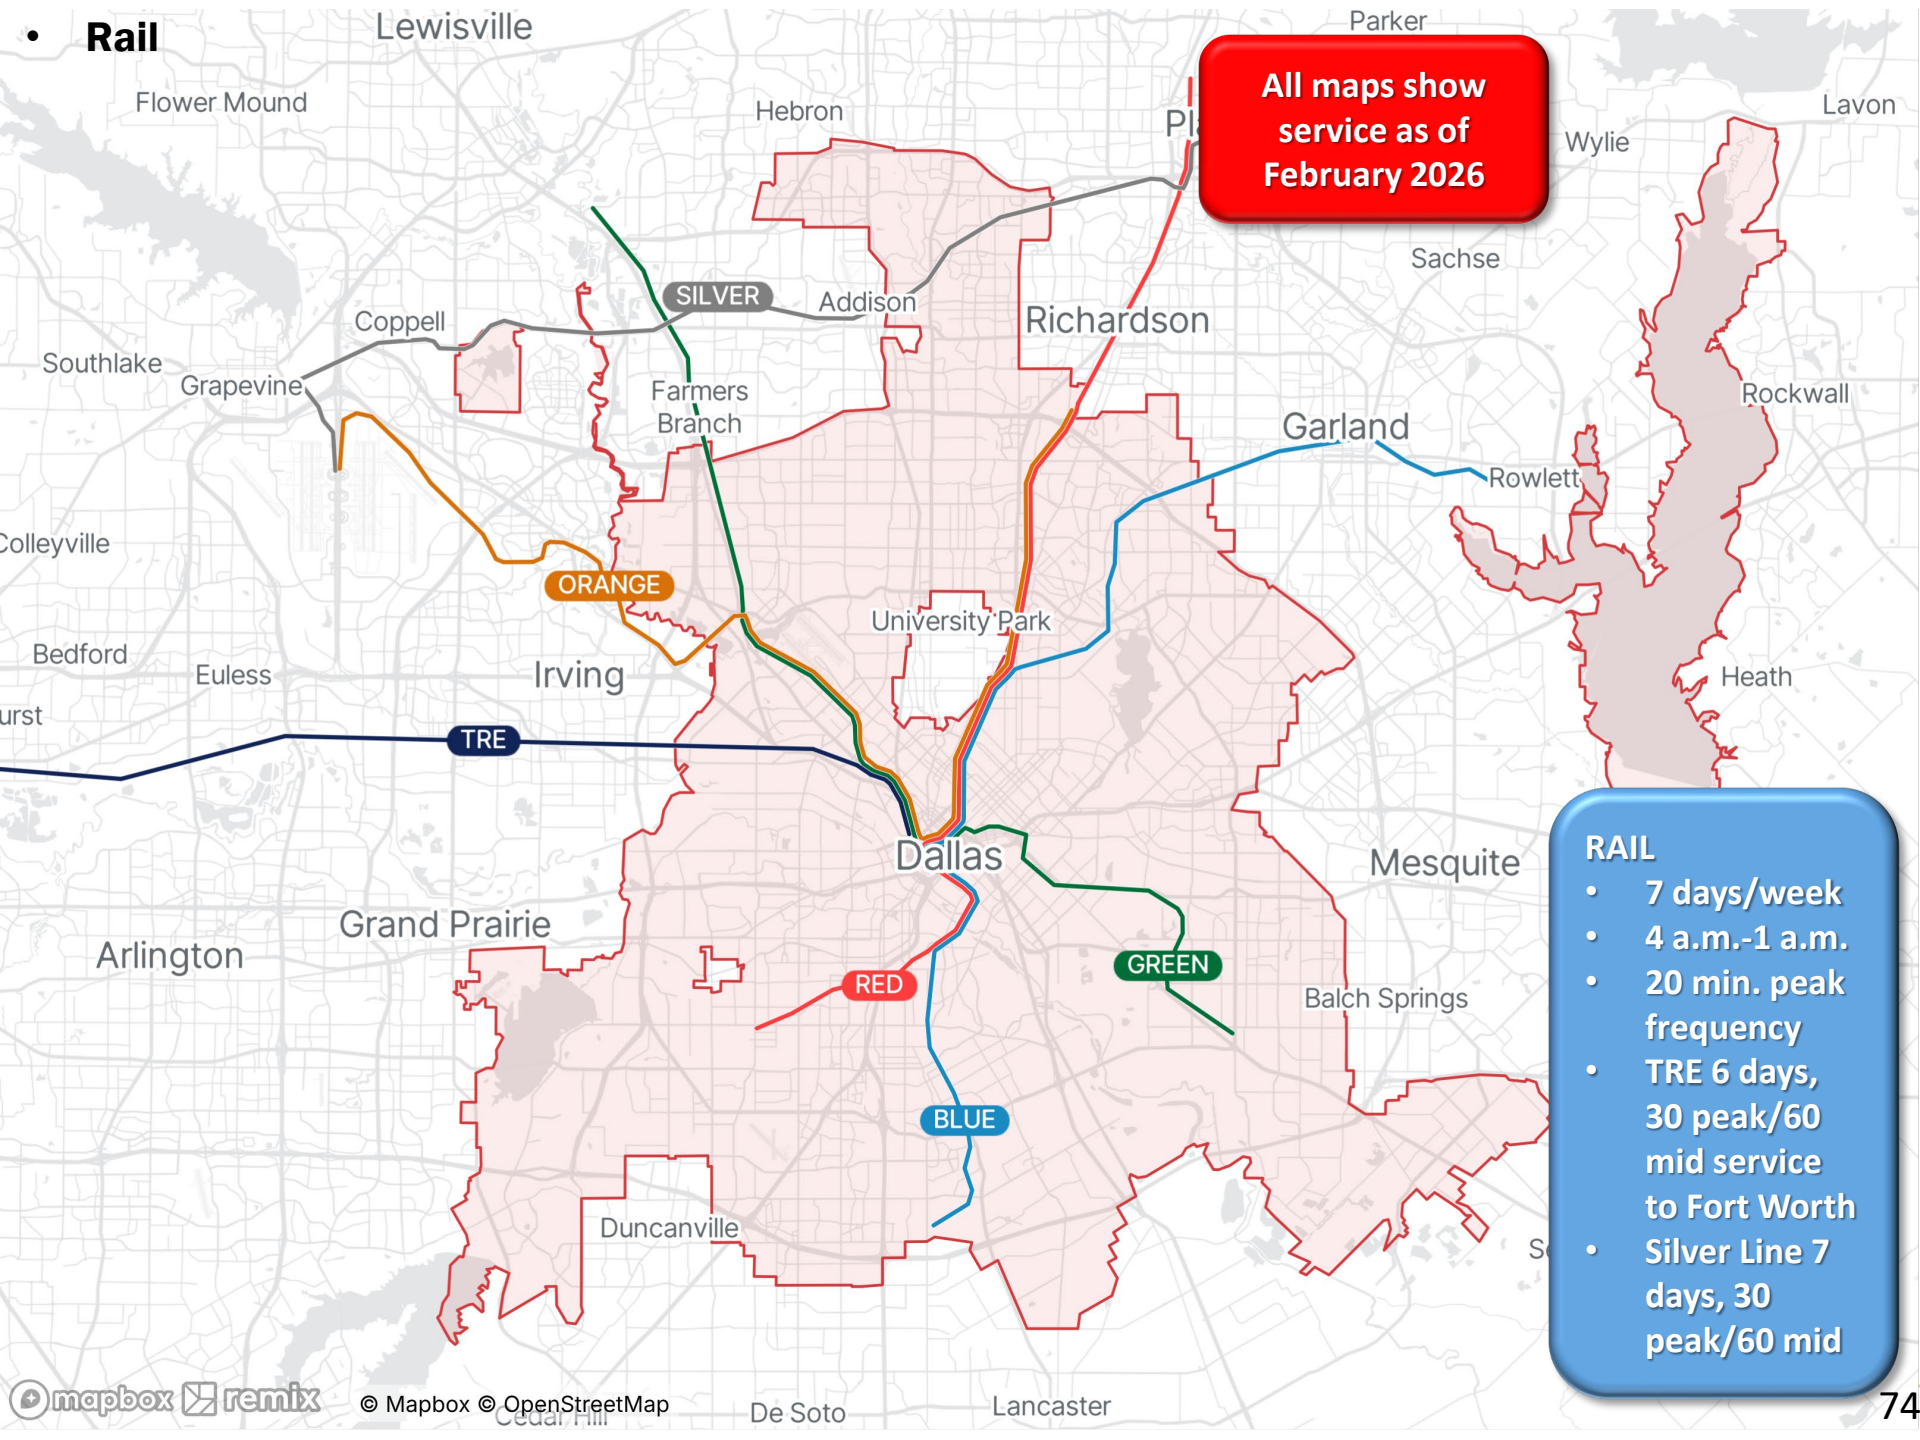 • Rail
Lewisville
Parker
Flower Mound
Hebron
All maps show
service as of
February 2026
Lavon
Wylie
Sachse
SILVER
Addison
Coppell
Richardson
Southlake
Grapevine
Farmers
Branch
Rockwall
Garland
Rowlett
Colleyville
ORANGE
University Park
Bedford
Euless
Irving
Heath
urst
TRE
Dallas
Mesquite
Grand Prairie
Arlington
RED
GREEN
Balch Springs
BLUE
Duncanville
RAIL
• 7 days/week
• 4 a.m.-1 a.m.
• 20 min. peak
frequency
• TRE 6 days,
30 peak/60
mid service
to Fort Worth
• Silver Line 7
days, 30
peak/60 mid
mapbox remix
© Mapbox © OpenStreetMap
Cedar Hill
De Soto
Lancaster
74